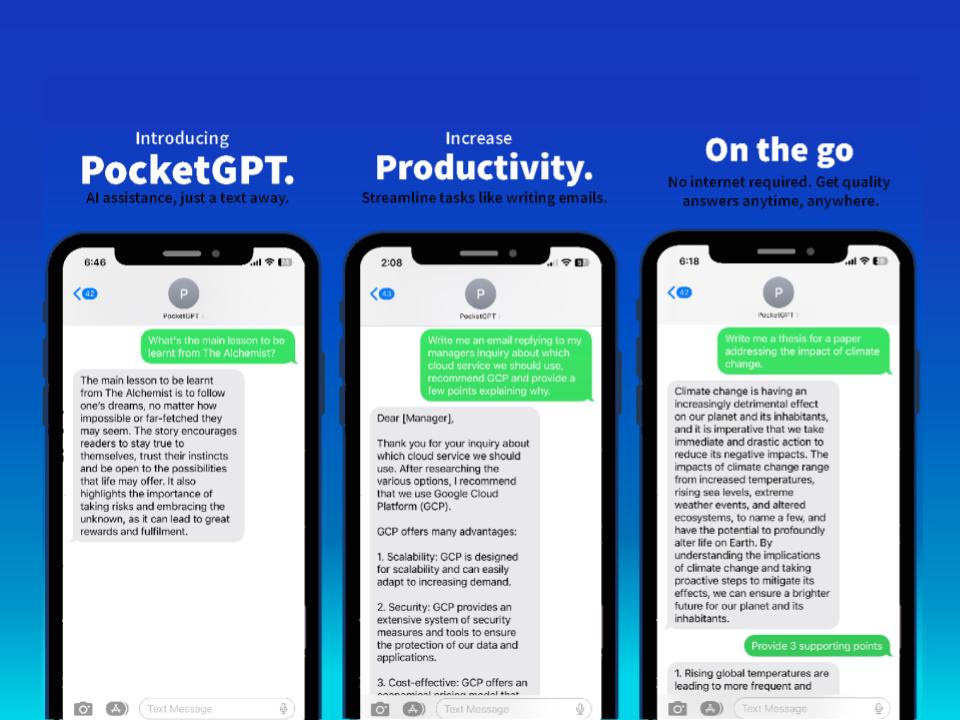 Introducing
PocketGPT.
AI assistance, just a text away.
6:46
42
P
PocketGPT
What's the main lesson to be
learnt from The Alchemist?
The main lesson to be learnt
from The Alchemist is to follow
one's dreams, no matter how
impossible or far-fetched they
may seem. The story encourages
readers to stay true to
themselves, trust their instincts
and be open to the possibilities
that life may offer. It also
highlights the importance of
taking risks and embracing the
unknown, as it can lead to great
rewards and fulfilment.
Text Message
Increase
Productivity.
Streamline tasks like writing emails.
2:08
43
P
PocketGPT
Write me an email replying to my
managers inquiry about which
cloud service we should use,
recommend GCP and provide a
few points explaining why.
Dear [Manager],
Thank you for your inquiry about
which cloud service we should
use. After researching the
various options, I recommend
that we use Google Cloud
Platform (GCP).
GCP offers many advantages:
1. Scalability: GCP is designed
for scalability and can easily
adapt to increasing demand.
2. Security: GCP provides an
extensive system of security
measures and tools to ensure
the protection of our data and
applications.
3. Cost-effective: GCP offers an
economical pricing model that
Text Message
On the go
No internet required. Get quality
answers anytime, anywhere.
6:18
42
P
PocketGPT
Write me a thesis for a paper
addressing the impact of climate
change.
Climate change is having an
increasingly detrimental effect
on our planet and its inhabitants,
and it is imperative that we take
immediate and drastic action to
reduce its negative impacts. The
impacts of climate change range
from increased temperatures,
rising sea levels, extreme
weather events, and altered
ecosystems, to name a few, and
have the potential to profoundly
alter life on Earth. By
understanding the implications
of climate change and taking
proactive steps to mitigate its
effects, we can ensure a brighter
future for our planet and its
inhabitants.
Provide 3 supporting points
1. Rising global temperatures are
leading to more frequent and
Text Message